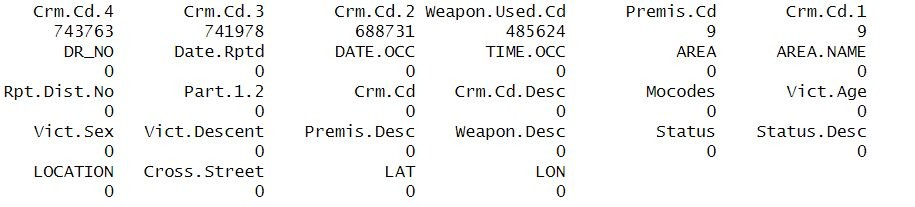 Crm.Cd.4 Crm.Cd.3 Crm.Cd.2 Weapon.Used.Cd Premis.Cd Crm.Cd.1
743763 741978 688731 485624 9 9
DR_NO Date.Rptd DATE.OCC TIME.OCC AREA AREA.NAME
0 0 0 0 0 0
Rpt.Dist.No Part.1.2 Crm.Cd Crm.Cd.Desc Mocodes Vict.Age
0 0 0 0 0 0
Vict.Sex Vict.Descent Premis.Desc Weapon.Desc Status Status.Desc
0 0 0 0 0 0
LOCATION Cross.Street LAT LON
0 0 0 0